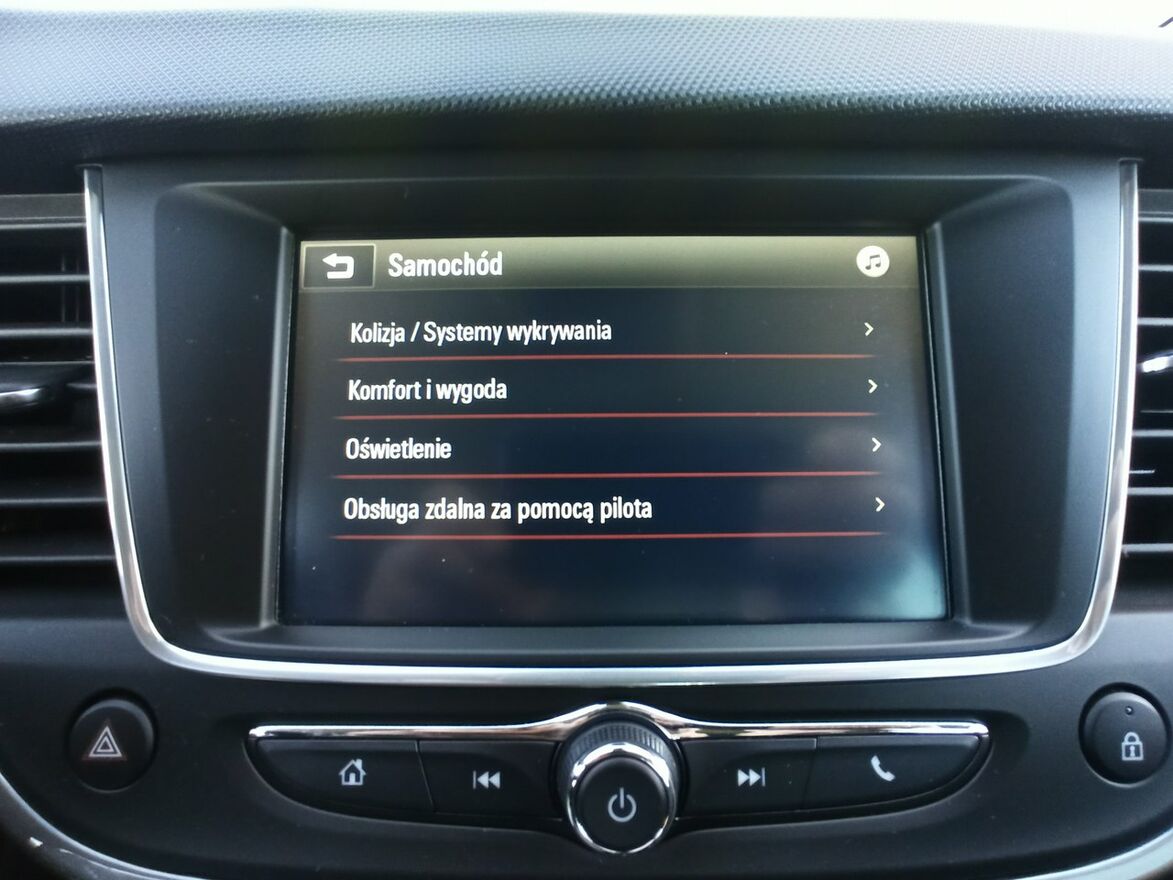 Samochód
Kolizja / Systemy wykrywania
Komfort i wygoda
Oświetlenie
Obsługa zdalna za pomocą pilota